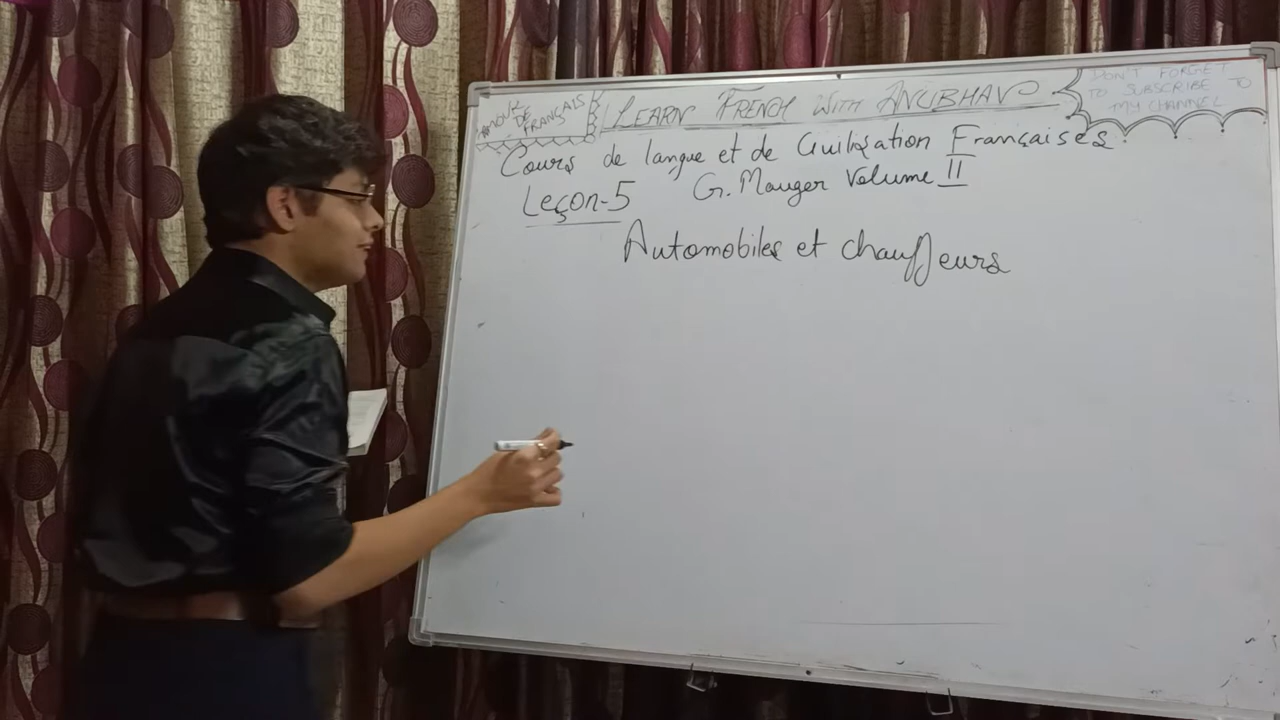 DE
FRANÇAIS
LEARN FRENCH WITH ANUBHAV
DON'T FORGET
TO SUBSCRIBE TO
MY CHANNEL
Cours de langue et de Civilisation Françaises.
G. Mauger Volume II
Leçon-5
Automobiles et chauffeurs